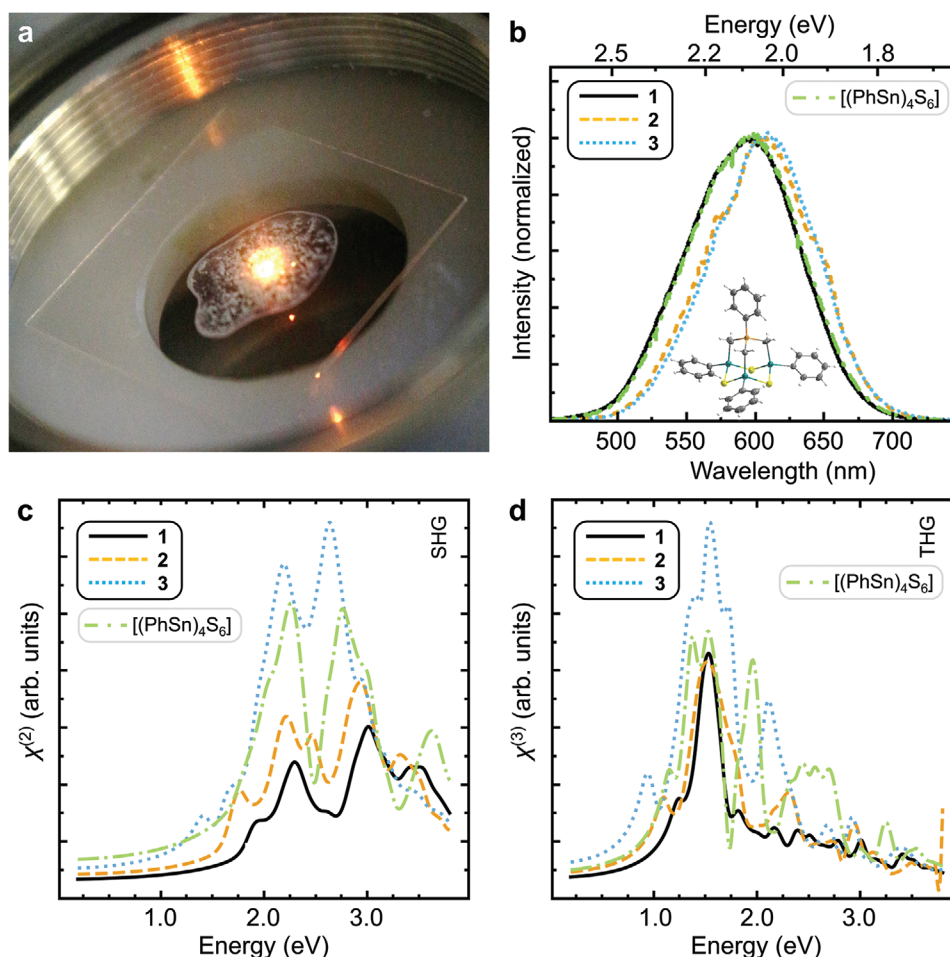 a
b
Energy (eV)
2.5 2.2 2.0 1.8
1
2
3
[(PhSn)₄S₆]
Intensity (normalized)
500 550 600 650 700
Wavelength (nm)
c
1
2
3
[(PhSn)₄S₆]
SHG
χ⁽²⁾ (arb. units)
1.0 2.0 3.0
Energy (eV)
d
1
2
3
THG
[(PhSn)₄S₆]
χ⁽³⁾ (arb. units)
1.0 2.0 3.0
Energy (eV)